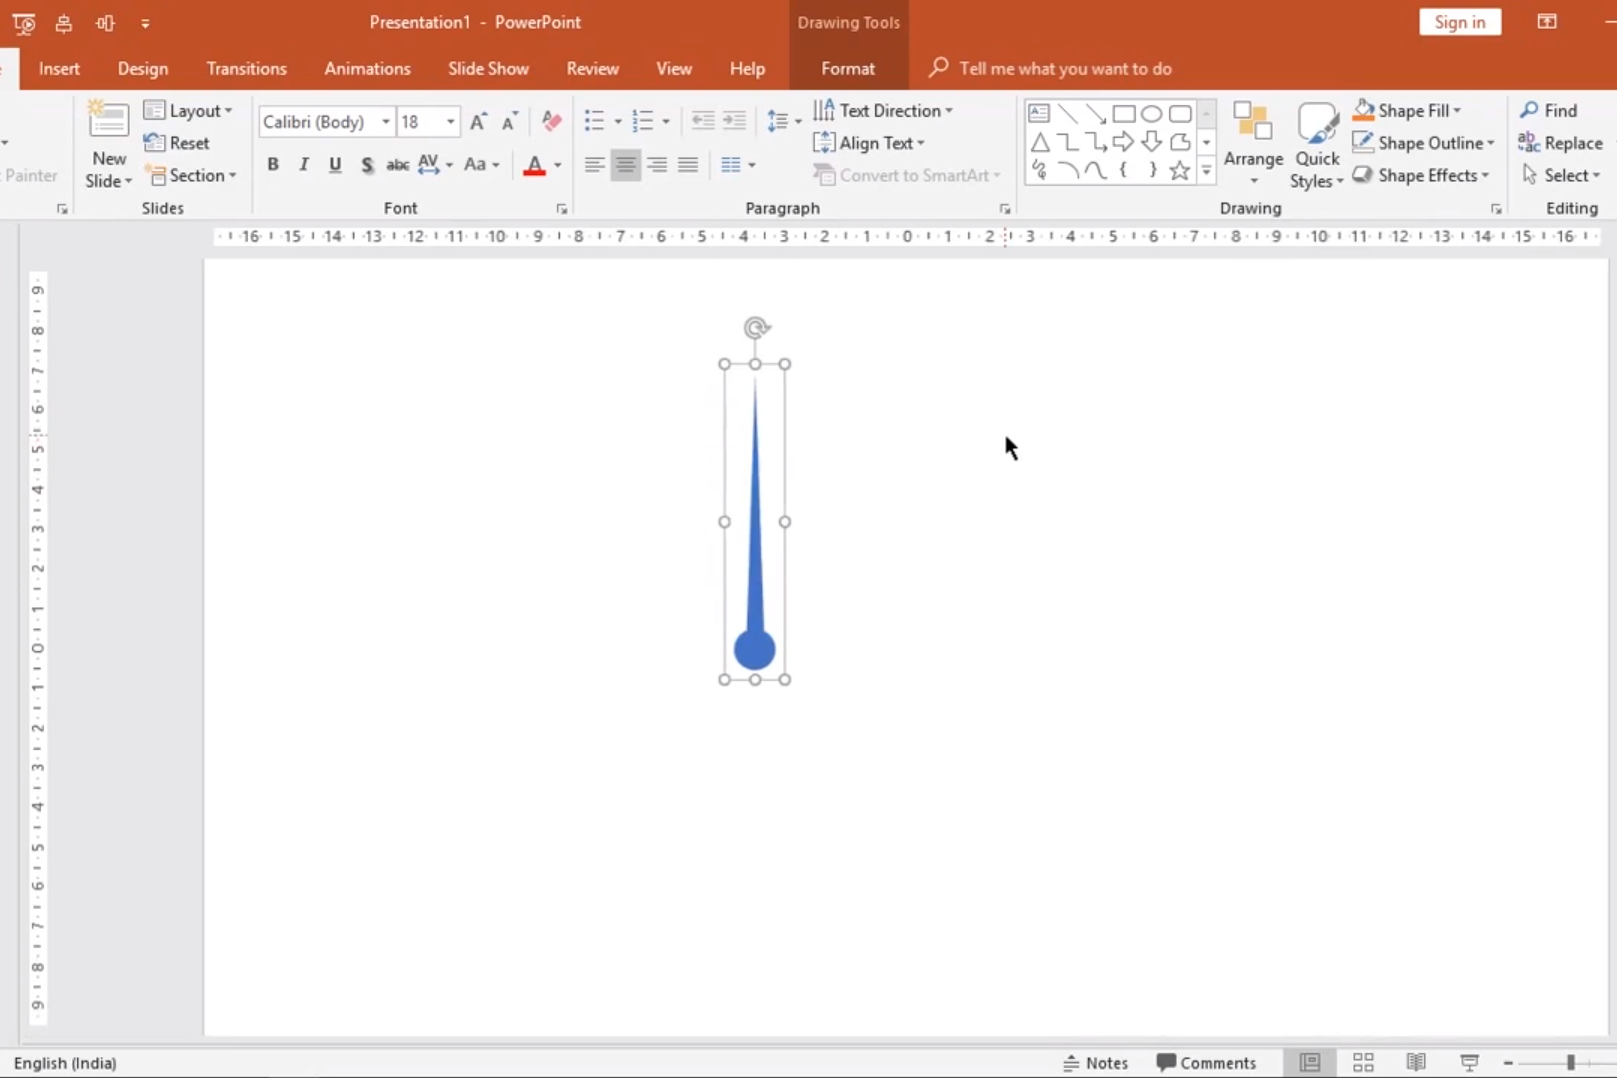 Presentation1 - PowerPoint
Drawing Tools
Sign in
Insert
Design
Transitions
Animations
Slide Show
Review
View
Help
Format
Tell me what you want to do
Painter
New
Slide
Layout
Reset
Section
Slides
Calibri (Body)
18
A A
B I U S abc AV Aa A
Font
Text Direction
Align Text
Convert to SmartArt
Paragraph
Arrange
Quick
Styles
Shape Fill
Shape Outline
Shape Effects
Drawing
Find
Replace
Select
Editing
16 15 14 13 12 11 10 9 8 7 6 5 4 3 2 1 0 1 2 3 4 5 6 7 8 9 10 11 12 13 14 15 16
9
8
7
6
5
4
3
2
1
0
1
2
3
4
5
6
7
8
9
English (India)
Notes
Comments